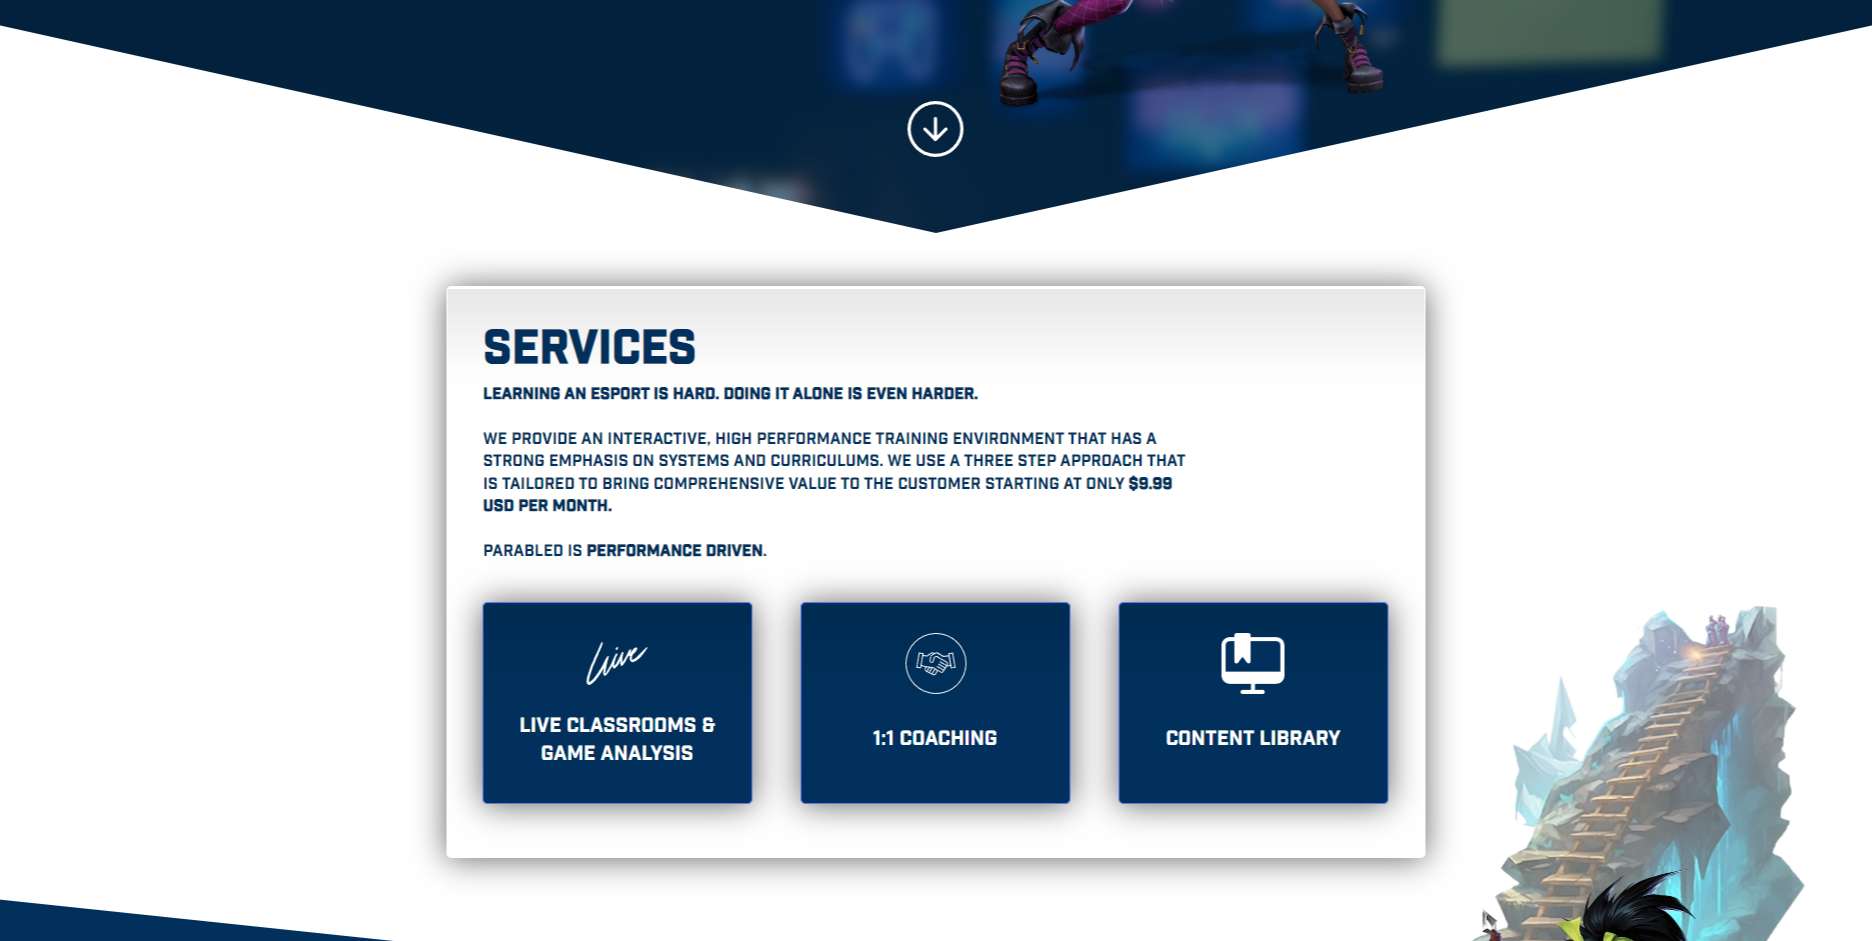 SERVICES
LEARNING AN ESPORT IS HARD. DOING IT ALONE IS EVEN HARDER.
WE PROVIDE AN INTERACTIVE, HIGH PERFORMANCE TRAINING ENVIRONMENT THAT HAS A
STRONG EMPHASIS ON SYSTEMS AND CURRICULUMS. WE USE A THREE STEP APPROACH THAT
IS TAILORED TO BRING COMPREHENSIVE VALUE TO THE CUSTOMER STARTING AT ONLY $9.99
USD PER MONTH.
PARABLED IS PERFORMANCE DRIVEN.
Live
LIVE CLASSROOMS &
GAME ANALYSIS
1:1 COACHING
CONTENT LIBRARY